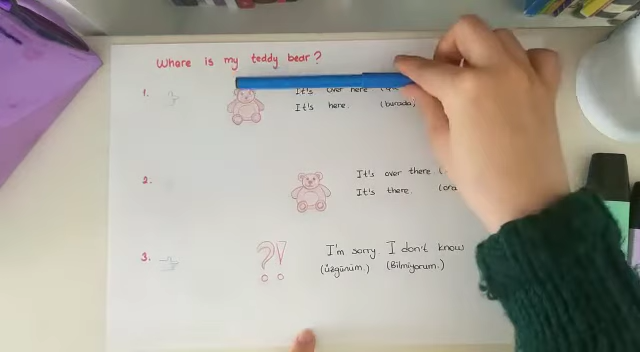 Where is my teddy bear?
1.
It's over here
It's here. (burada)
2.
It's over there.
It's there.
3.
I'm sorry. I don't know
(üzgünüm.) (Bilmiyorum.)
?!